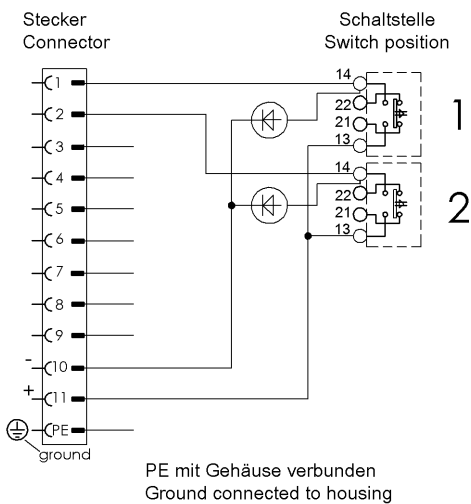 Stecker
Connector
Schaltstelle
Switch position
1
2
3
4
5
6
7
8
9
- 10
+ 11
PE
ground
14
22
21
13
1
14
22
21
13
2
PE mit Gehäuse verbunden
Ground connected to housing